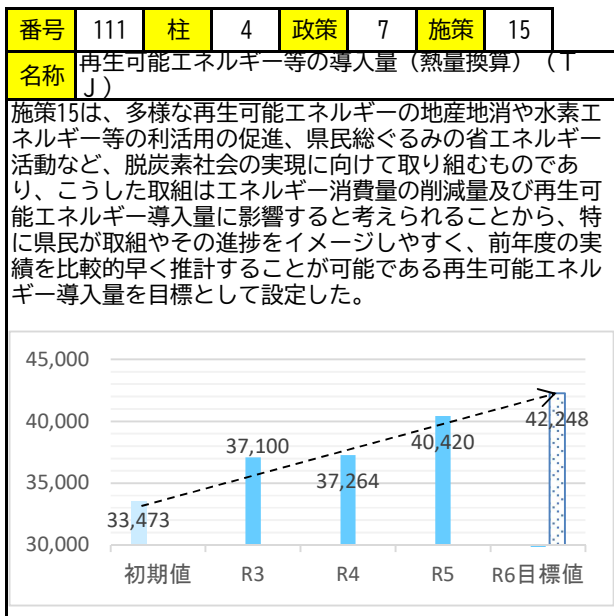 番号 111 柱 4 政策 7 施策 15
名称 再生可能エネルギー等の導入量（熱量換算）（Ｔ
Ｊ）
施策15は、多様な再生可能エネルギーの地産地消や水素エ
ネルギー等の利活用の促進、県民総ぐるみの省エネルギー
活動など、脱炭素社会の実現に向けて取り組むものであ
り、こうした取組はエネルギー消費量の削減量及び再生可
能エネルギー導入量に影響すると考えられることから、特
に県民が取組やその進捗をイメージしやすく、前年度の実
績を比較的早く推計することが可能である再生可能エネル
ギー導入量を目標として設定した。
45,000
40,000
35,000
30,000
33,473
37,100
37,264
40,420
42,248
初期値 R3 R4 R5 R6目標値